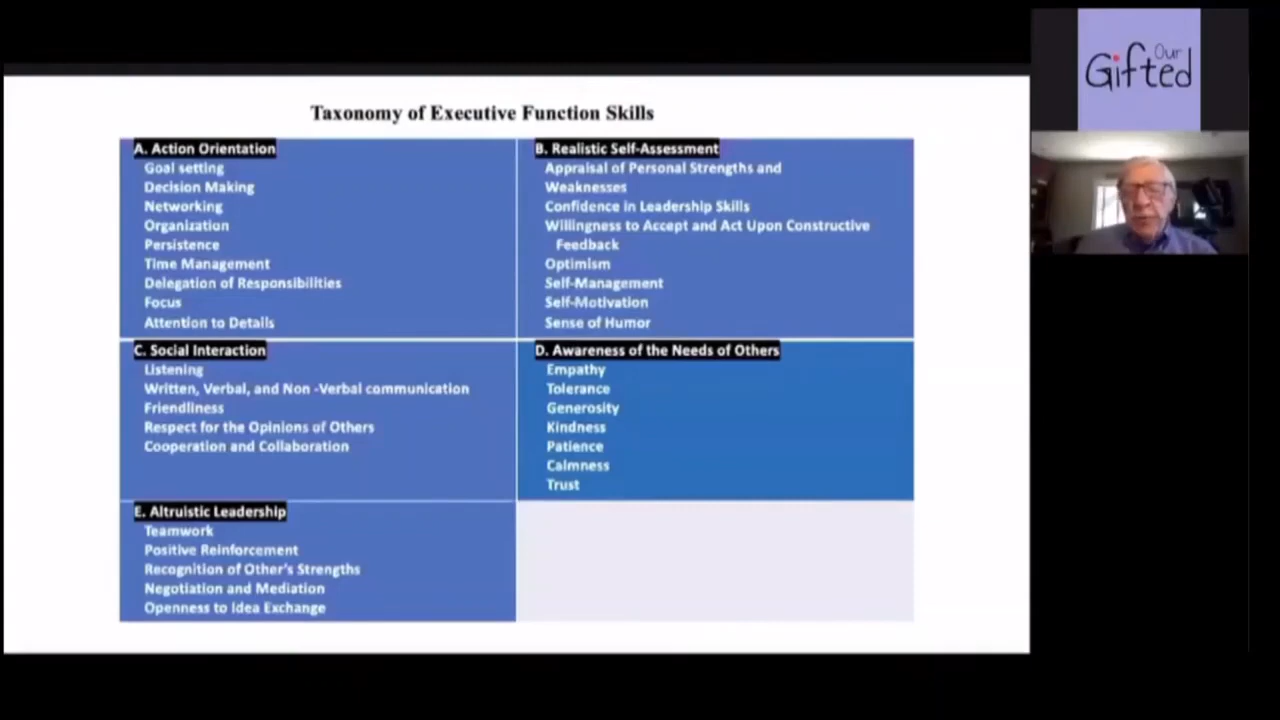 Taxonomy of Executive Function Skills
A. Action Orientation
Goal setting
Decision Making
Networking
Organization
Persistence
Time Management
Delegation of Responsibilities
Focus
Attention to Details
B. Realistic Self-Assessment
Appraisal of Personal Strengths and
Weaknesses
Confidence in Leadership Skills
Willingness to Accept and Act Upon Constructive
Feedback
Optimism
Self-Management
Self-Motivation
Sense of Humor
C. Social Interaction
Listening
Written, Verbal, and Non -Verbal communication
Friendliness
Respect for the Opinions of Others
Cooperation and Collaboration
D. Awareness of the Needs of Others
Empathy
Tolerance
Generosity
Kindness
Patience
Calmness
Trust
E. Altruistic Leadership
Teamwork
Positive Reinforcement
Recognition of Other's Strengths
Negotiation and Mediation
Openness to Idea Exchange
Our
Gifted